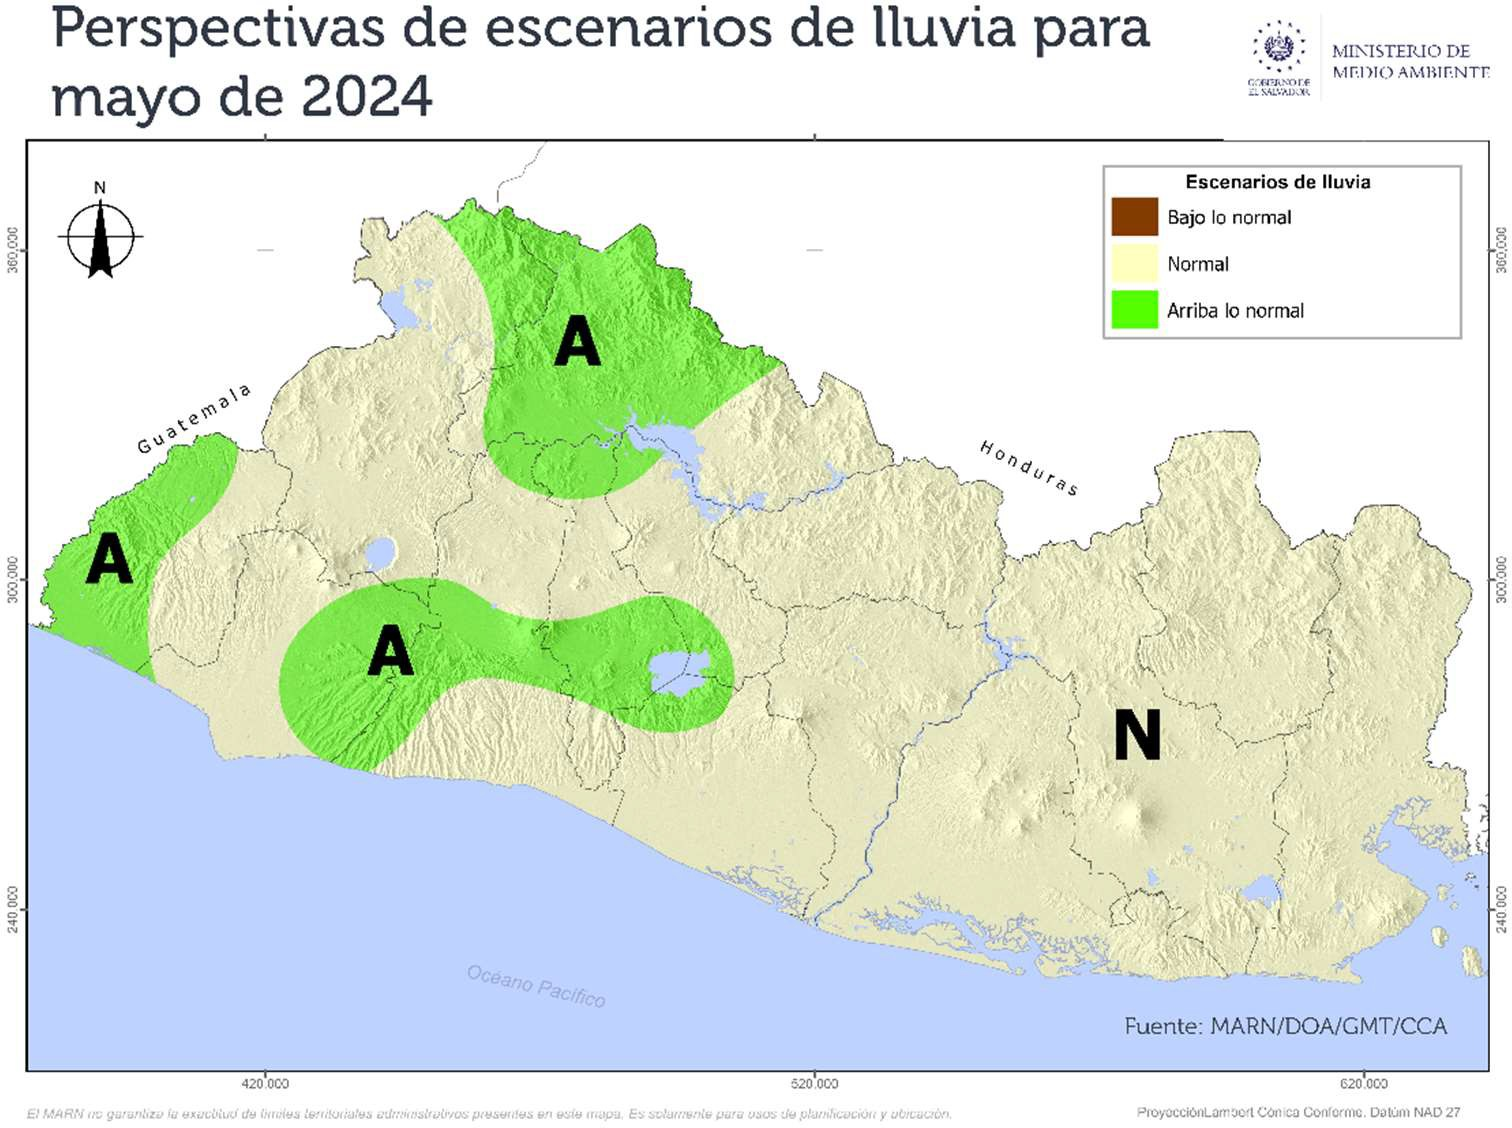 Perspectivas de escenarios de lluvia para
mayo de 2024
GOBIERNO DE
EL SALVADOR
MINISTERIO DE
MEDIO AMBIENTE
N
Escenarios de lluvia
Bajo lo normal
Normal
Arriba lo normal
360.000
360.000
A
Guatemala
Honduras
A
300.000
300.000
A
N
240.000
240.000
Océano Pacífico
Fuente: MARN/DOA/GMT/CCA
420.000
520.000
620.000
El MARN no garantiza la exactitud de límites territoriales administrativos presentes en este mapa, Es solamente para usos de planificación y ubicación.
ProyecciónLambert Cónica Conforme. Datúm NAD 27